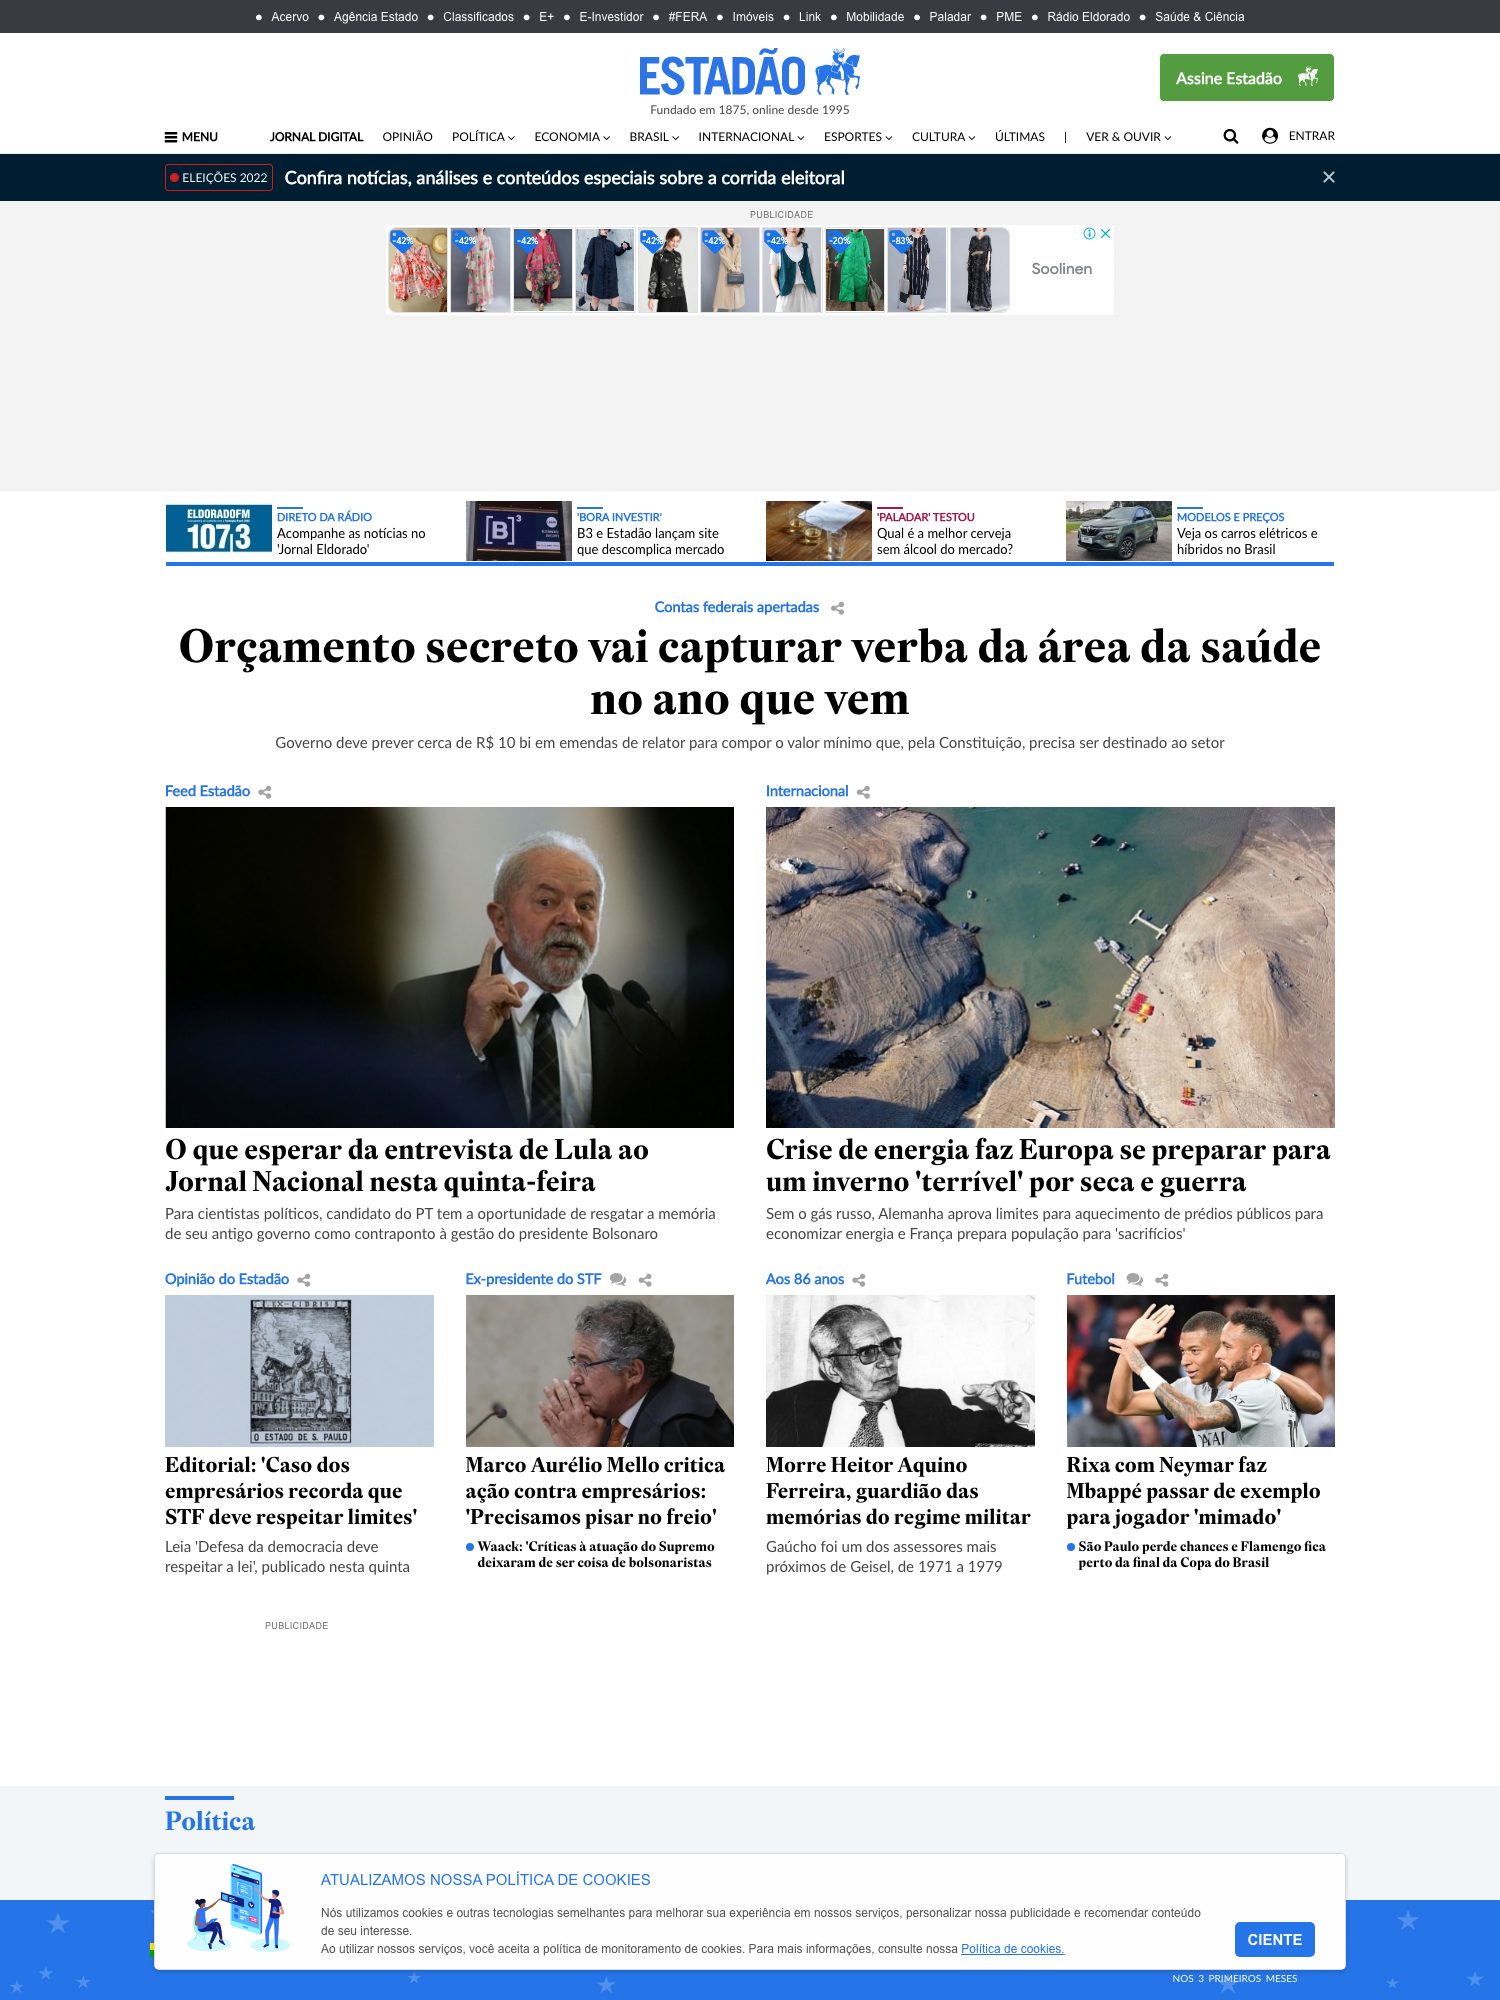 Acervo Agência Estado Classificados E+ E-Investidor #FERA Imóveis Link Mobilidade Paladar PME Rádio Eldorado Saúde & Ciência
ESTADÃO
Fundado em 1875, online desde 1995
Assine Estadão
MENU JORNAL DIGITAL OPINIÃO POLÍTICA ECONOMIA BRASIL INTERNACIONAL ESPORTES CULTURA ÚLTIMAS | VER & OUVIR ENTRAR
ELEIÇÕES 2022 Confira notícias, análises e conteúdos especiais sobre a corrida eleitoral
PUBLICIDADE
-42% -42% -42% -42% -42% -42% -20% -83%
Soolinen
ELDORADOFM
107,3
DIRETO DA RÁDIO
Acompanhe as notícias no
'Jornal Eldorado'
[B]3
'BORA INVESTIR'
B3 e Estadão lançam site
que descomplica mercado
'PALADAR' TESTOU
Qual é a melhor cerveja
sem álcool do mercado?
MODELOS E PREÇOS
Veja os carros elétricos e
híbridos no Brasil
Contas federais apertadas
Orçamento secreto vai capturar verba da área da saúde
no ano que vem
Governo deve prever cerca de R$ 10 bi em emendas de relator para compor o valor mínimo que, pela Constituição, precisa ser destinado ao setor
Feed Estadão
O que esperar da entrevista de Lula ao
Jornal Nacional nesta quinta-feira
Para cientistas políticos, candidato do PT tem a oportunidade de resgatar a memória
de seu antigo governo como contraponto à gestão do presidente Bolsonaro
Internacional
Crise de energia faz Europa se preparar para
um inverno 'terrível' por seca e guerra
Sem o gás russo, Alemanha aprova limites para aquecimento de prédios públicos para
economizar energia e França prepara população para 'sacrifícios'
Opinião do Estadão
EX-LIBRIS
O ESTADO DE S. PAULO
Editorial: 'Caso dos
empresários recorda que
STF deve respeitar limites'
Leia 'Defesa da democracia deve
respeitar a lei', publicado nesta quinta
Ex-presidente do STF
Marco Aurélio Mello critica
ação contra empresários:
'Precisamos pisar no freio'
Waack: 'Críticas à atuação do Supremo
deixaram de ser coisa de bolsonaristas
Aos 86 anos
Morre Heitor Aquino
Ferreira, guardião das
memórias do regime militar
Gaúcho foi um dos assessores mais
próximos de Geisel, de 1971 a 1979
Futebol
Rixa com Neymar faz
Mbappé passar de exemplo
para jogador 'mimado'
São Paulo perde chances e Flamengo fica
perto da final da Copa do Brasil
PUBLICIDADE
Política
ATUALIZAMOS NOSSA POLÍTICA DE COOKIES
Nós utilizamos cookies e outras tecnologias semelhantes para melhorar sua experiência em nossos serviços, personalizar nossa publicidade e recomendar conteúdo
de seu interesse.
Ao utilizar nossos serviços, você aceita a política de monitoramento de cookies. Para mais informações, consulte nossa Política de cookies.
CIENTE
NOS 3 PRIMEIROS MESES